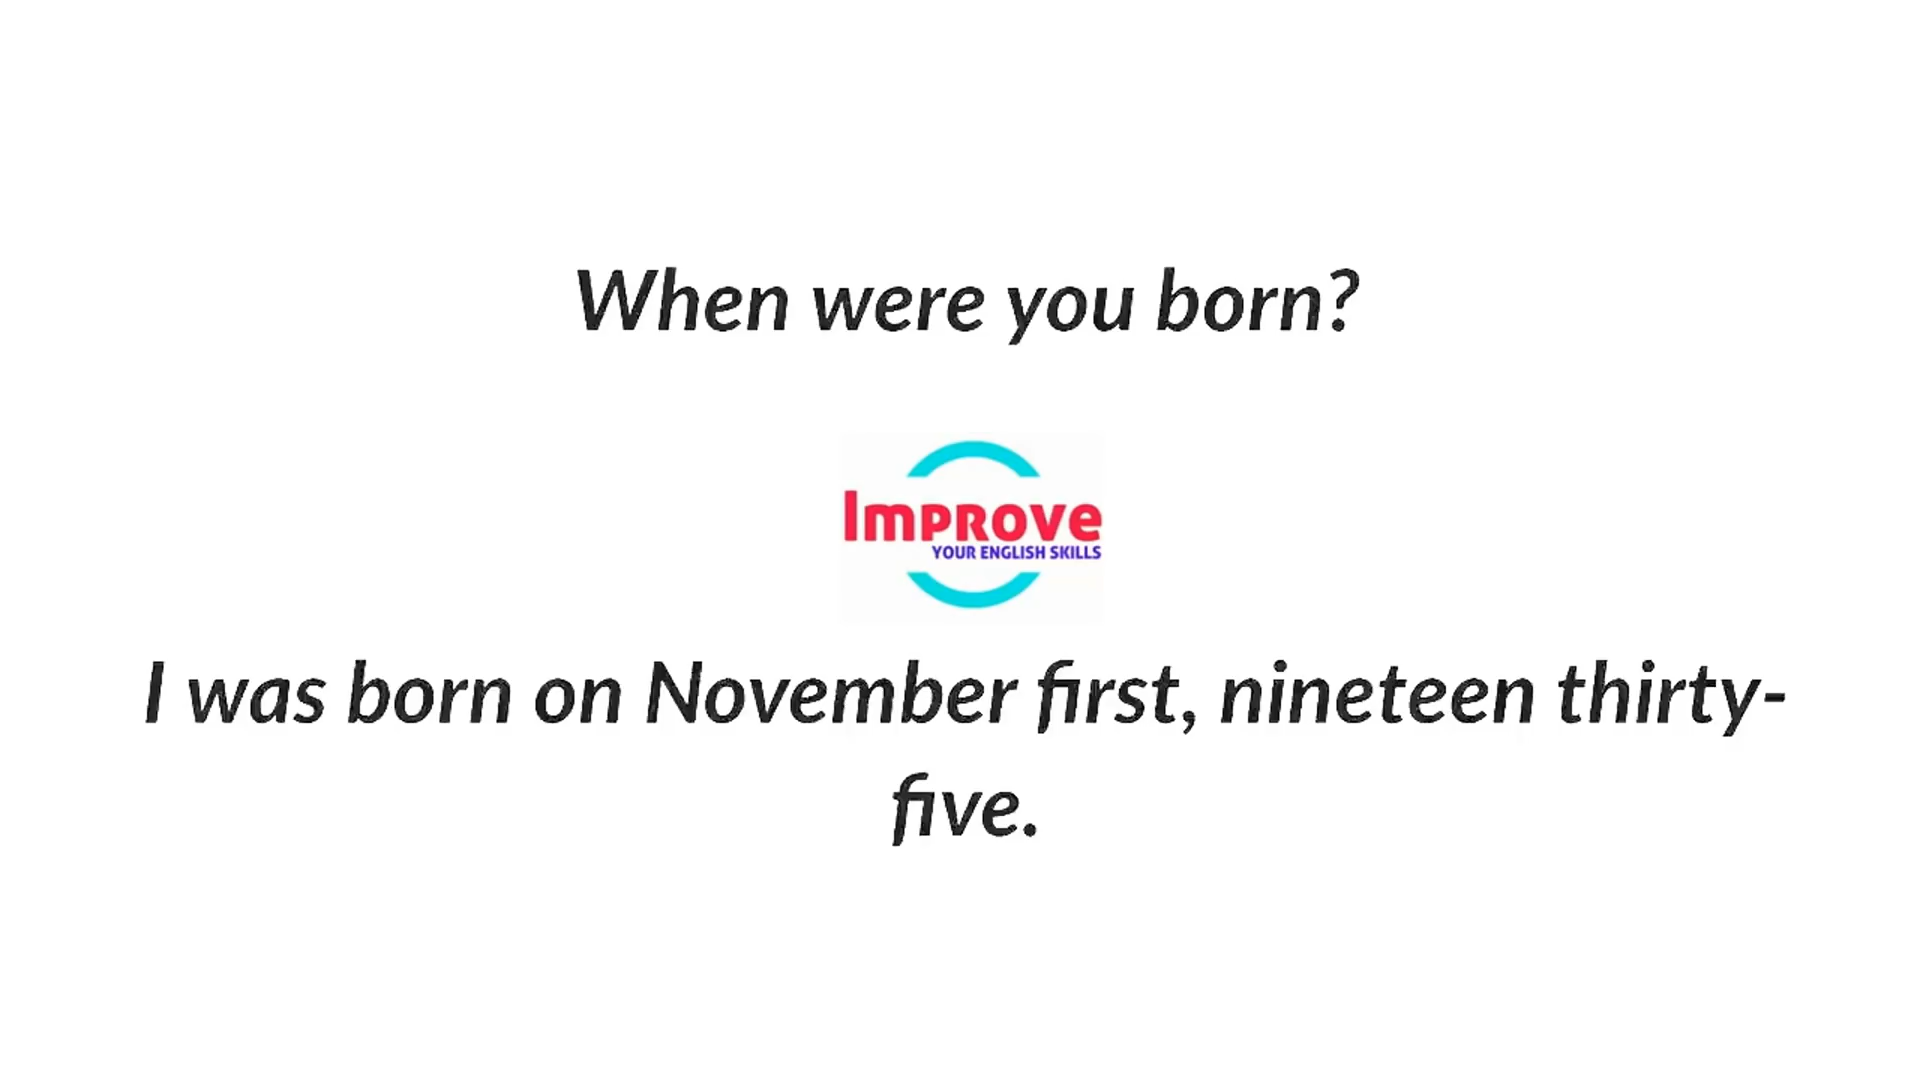 When were you born?
Improve
YOUR ENGLISH SKILLS
I was born on November first, nineteen thirty-
five.